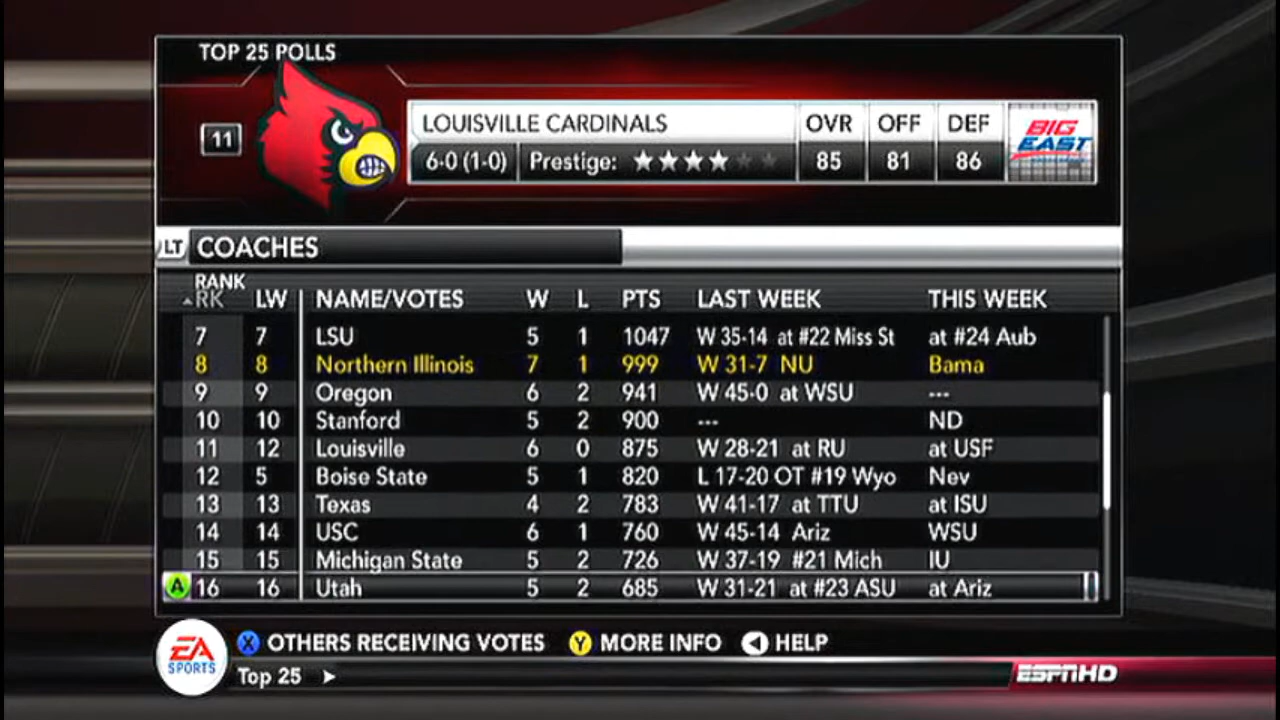 TOP 25 POLLS
11
LOUISVILLE CARDINALS OVR OFF DEF BIG EAST
6-0 (1-0) Prestige: 85 81 86
LT COACHES
RANK
RK LW NAME/VOTES W L PTS LAST WEEK THIS WEEK
7 7 LSU 5 1 1047 W 35-14 at #22 Miss St at #24 Aub
8 8 Northern Illinois 7 1 999 W 31-7 NU Bama
9 9 Oregon 6 2 941 W 45-0 at WSU ---
10 10 Stanford 5 2 900 --- ND
11 12 Louisville 6 0 875 W 28-21 at RU at USF
12 5 Boise State 5 1 820 L 17-20 OT #19 Wyo Nev
13 13 Texas 4 2 783 W 41-17 at TTU at ISU
14 14 USC 6 1 760 W 45-14 Ariz WSU
15 15 Michigan State 5 2 726 W 37-19 #21 Mich IU
A 16 16 Utah 5 2 685 W 31-21 at #23 ASU at Ariz
EA SPORTS X OTHERS RECEIVING VOTES Y MORE INFO HELP
Top 25 ESPNHD